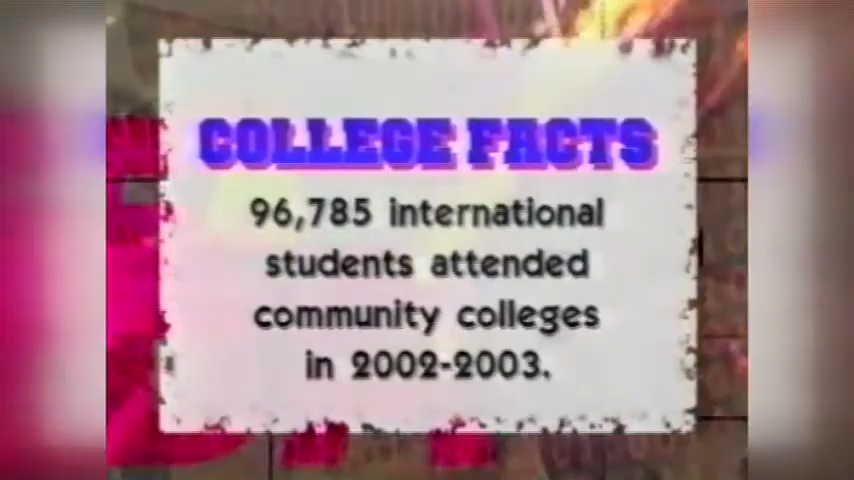 COLLEGE FACTS
96,785 international
students attended
community colleges
in 2002-2003.